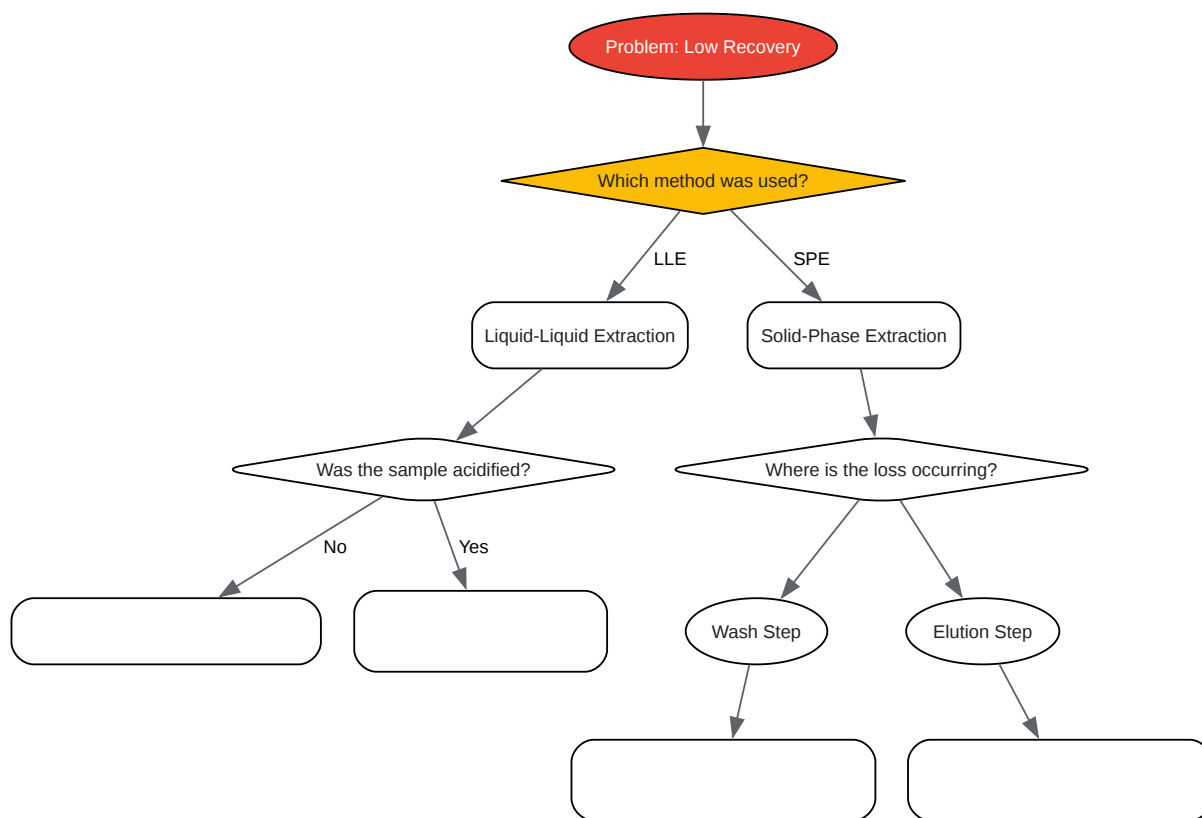 Problem: Low Recovery
Which method was used?
LLE
SPE
Liquid-Liquid Extraction
Solid-Phase Extraction
Was the sample acidified?
Where is the loss occurring?
No
Yes
Wash Step
Elution Step